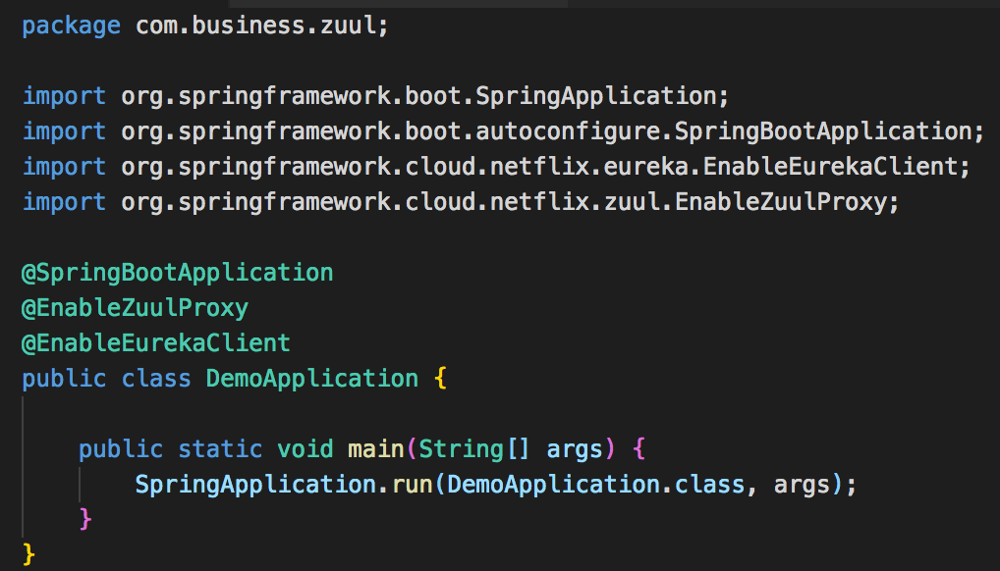 package com.business.zuul;
import org.springframework.boot.SpringApplication;
import org.springframework.boot.autoconfigure.SpringBootApplication;
import org.springframework.cloud.netflix.eureka.EnableEurekaClient;
import org.springframework.cloud.netflix.zuul.EnableZuulProxy;
@SpringBootApplication
@EnableZuulProxy
@EnableEurekaClient
public class DemoApplication {
public static void main(String[] args) {
SpringApplication.run(DemoApplication.class, args);
}
}